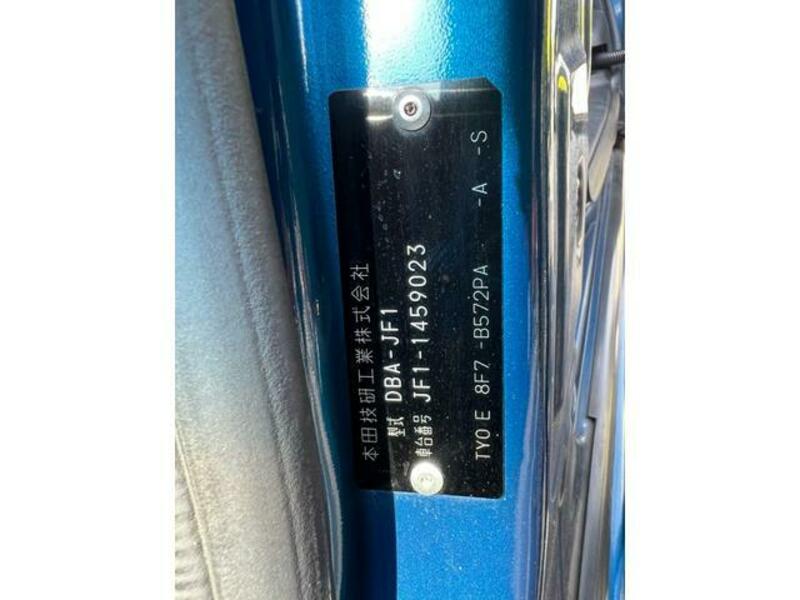 本田技研工業株式会社
型式 DBA-JF1
車台番号 JF1-1459023
TY0 E 8F7 -B572PA -A -S